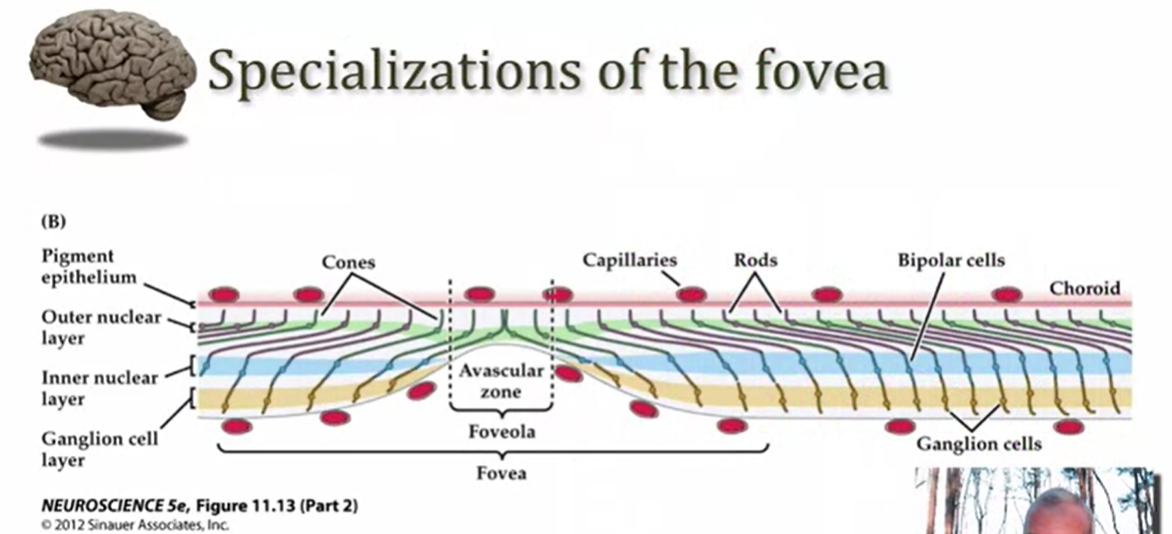 Specializations of the fovea
(B)
Pigment
epithelium
Cones
Capillaries
Rods
Bipolar cells
Choroid
Outer nuclear
layer
Inner nuclear
layer
Avascular
zone
Ganglion cell
layer
Foveola
Ganglion cells
Fovea
NEUROSCIENCE 5e, Figure 11.13 (Part 2)
© 2012 Sinauer Associates, Inc.